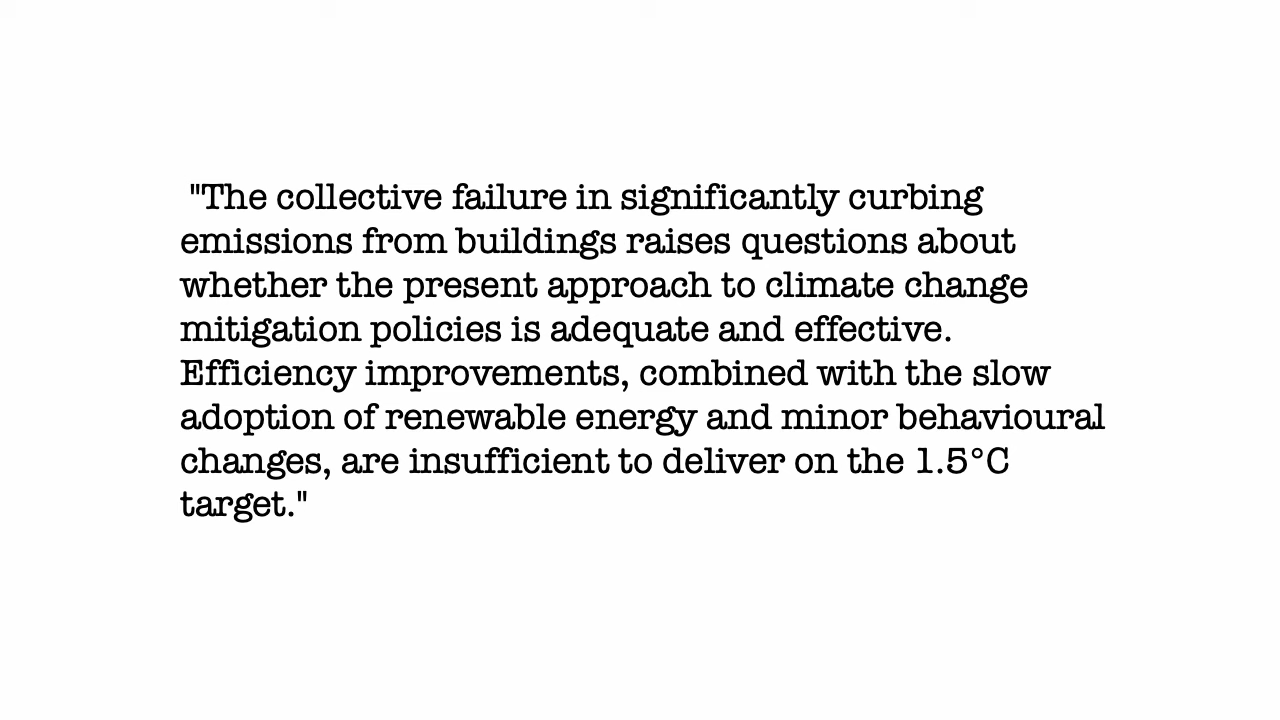 "The collective failure in significantly curbing
emissions from buildings raises questions about
whether the present approach to climate change
mitigation policies is adequate and effective.
Efficiency improvements, combined with the slow
adoption of renewable energy and minor behavioural
changes, are insufficient to deliver on the 1.5°C
target."